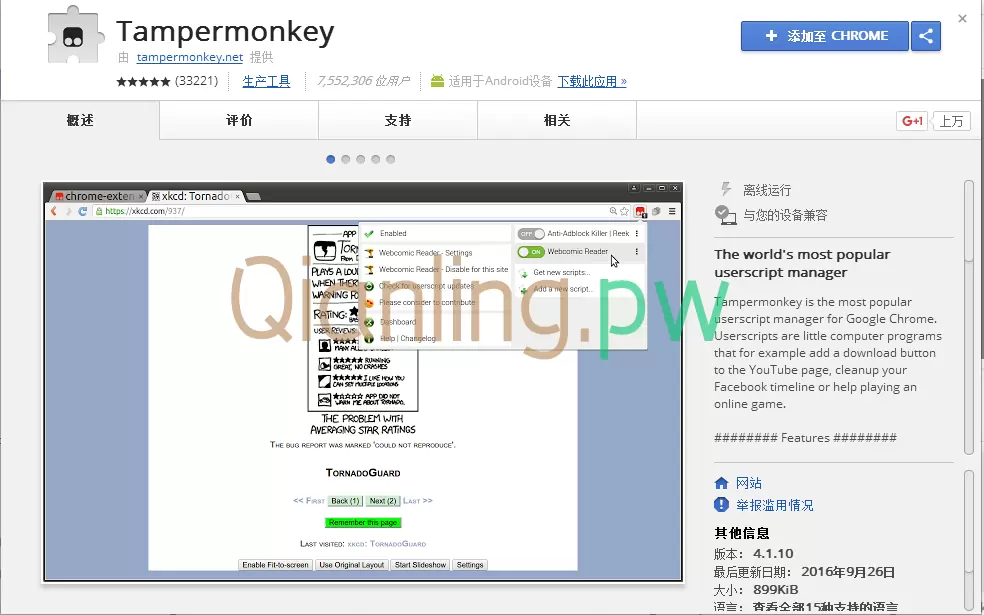 Tampermonkey
由 tampermonkey.net 提供
★★★★★ (33221) 生产工具 7,552,306 位用户 适用于Android设备 下载此应用 »
添加至 CHROME
概述 评价 支持 相关
G+1 上万
chrome-exten xkcd: Tornado
https://xkcd.com/937/
Enabled
Webcomic Reader - Settings
Webcomic Reader - Disable for this site
Check for userscript updates
Please consider to contribute
Dashboard
Help | Changelog
OFF Anti-Adblock Killer | Reek
ON Webcomic Reader
Get new scripts...
Add a new script...
APP
TOR
FROM D
PLAYS A LOU
WHEN THER
WARNING FO
RATING: ★
BAS
USER REVIEWS:
★★★★
MANY AL
★★★★★ RUNNING
GREAT, NO CRASHES
★★★★★ I LIKE HOW YOU
CAN SET MULTIPLE LOCATIONS
★☆☆☆☆ APP DID NOT
WARN ME ABOUT TORNADO.
THE PROBLEM WITH
AVERAGING STAR RATINGS
THE BUG REPORT WAS MARKED 'COULD NOT REPRODUCE'.
TORNADOGUARD
<< FIRST Back (1) Next (2) LAST >>
Remember this page
LAST VISITED: XKCD: TORNADOGUARD
Enable Fit-to-screen Use Original Layout Start Slideshow Settings
Qianling.pw
离线运行
与您的设备兼容
The world's most popular
userscript manager
Tampermonkey is the most popular
userscript manager for Google Chrome.
Userscripts are little computer programs
that for example add a download button
to the YouTube page, cleanup your
Facebook timeline or help playing an
online game.
######## Features ########
网站
举报滥用情况
其他信息
版本： 4.1.10
最后更新日期： 2016年9月26日
大小： 899KiB
语言： 查看全部15种支持的语言